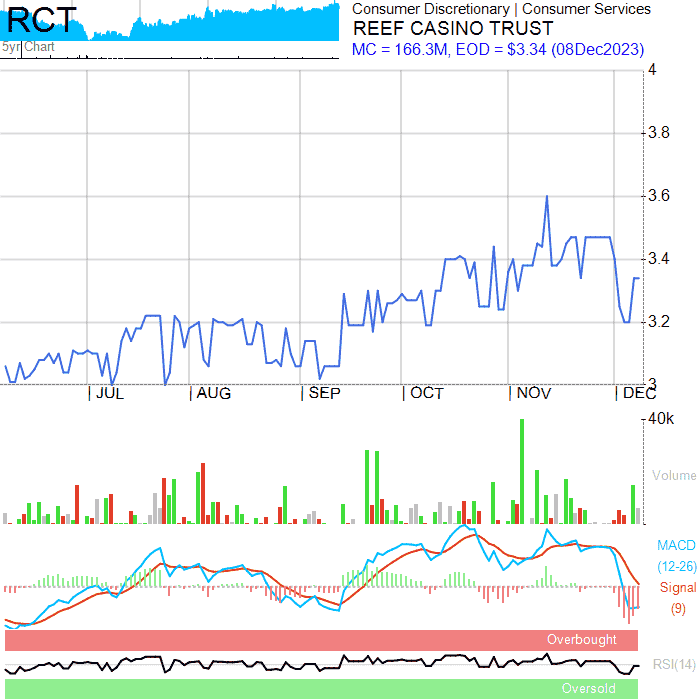 RCT
5yr Chart
Consumer Discretionary | Consumer Services
REEF CASINO TRUST
MC = 166.3M, EOD = $3.34 (08Dec2023)
4
3.8
3.6
3.4
3.2
3
JUL
AUG
SEP
OCT
NOV
DEC
40k
Volume
MACD
(12-26)
Signal
(9)
Overbought
RSI(14)
Oversold